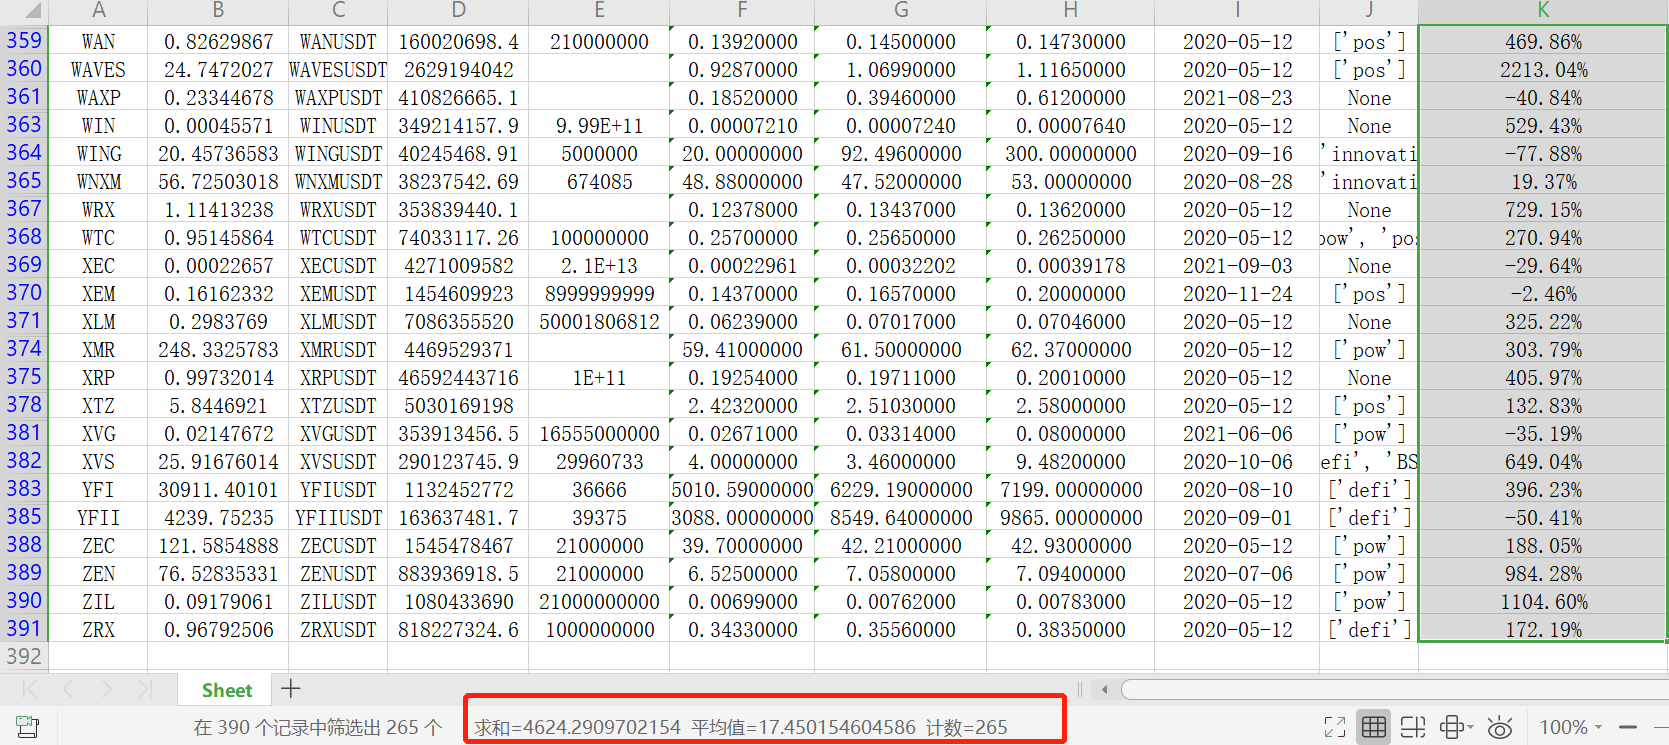 A B C D E F G H I J K
359 WAN 0.82629867 WANUSDT 160020698.4 210000000 0.13920000 0.14500000 0.14730000 2020-05-12 ['pos'] 469.86%
360 WAVES 24.7472027 WAVESUSDT 2629194042 0.92870000 1.06990000 1.11650000 2020-05-12 ['pos'] 2213.04%
361 WAXP 0.23344678 WAXPUSDT 410826665.1 0.18520000 0.39460000 0.61200000 2021-08-23 None -40.84%
363 WIN 0.00045571 WINUSDT 349214157.9 9.99E+11 0.00007210 0.00007240 0.00007640 2020-05-12 None 529.43%
364 WING 20.45736583 WINGUSDT 40245468.91 5000000 20.00000000 92.49600000 300.00000000 2020-09-16 'innovati -77.88%
365 WNXM 56.72503018 WNXMUSDT 38237542.69 674085 48.88000000 47.52000000 53.00000000 2020-08-28 'innovati 19.37%
367 WRX 1.11413238 WRXUSDT 353839440.1 0.12378000 0.13437000 0.13620000 2020-05-12 None 729.15%
368 WTC 0.95145864 WTCUSDT 74033117.26 100000000 0.25700000 0.25650000 0.26250000 2020-05-12 pow', 'pos 270.94%
369 XEC 0.00022657 XECUSDT 4271009582 2.1E+13 0.00022961 0.00032202 0.00039178 2021-09-03 None -29.64%
370 XEM 0.16162332 XEMUSDT 1454609923 8999999999 0.14370000 0.16570000 0.20000000 2020-11-24 ['pos'] -2.46%
371 XLM 0.2983769 XLMUSDT 7086355520 50001806812 0.06239000 0.07017000 0.07046000 2020-05-12 None 325.22%
374 XMR 248.3325783 XMRUSDT 4469529371 59.41000000 61.50000000 62.37000000 2020-05-12 ['pow'] 303.79%
375 XRP 0.99732014 XRPUSDT 46592443716 1E+11 0.19254000 0.19711000 0.20010000 2020-05-12 None 405.97%
378 XTZ 5.8446921 XTZUSDT 5030169198 2.42320000 2.51030000 2.58000000 2020-05-12 ['pos'] 132.83%
381 XVG 0.02147672 XVGUSDT 353913456.5 16555000000 0.02671000 0.03314000 0.08000000 2021-06-06 ['pow'] -35.19%
382 XVS 25.91676014 XVSUSDT 290123745.9 29960733 4.00000000 3.46000000 9.48200000 2020-10-06 efi', 'BS 649.04%
383 YFI 30911.40101 YFIUSDT 1132452772 36666 5010.59000000 6229.19000000 7199.00000000 2020-08-10 ['defi'] 396.23%
385 YFII 4239.75235 YFIIUSDT 163637481.7 39375 3088.00000000 8549.64000000 9865.00000000 2020-09-01 ['defi'] -50.41%
388 ZEC 121.5854888 ZECUSDT 1545478467 21000000 39.70000000 42.21000000 42.93000000 2020-05-12 ['pow'] 188.05%
389 ZEN 76.52835331 ZENUSDT 883936918.5 21000000 6.52500000 7.05800000 7.09400000 2020-07-06 ['pow'] 984.28%
390 ZIL 0.09179061 ZILUSDT 1080433690 21000000000 0.00699000 0.00762000 0.00783000 2020-05-12 ['pow'] 1104.60%
391 ZRX 0.96792506 ZRXUSDT 818227324.6 1000000000 0.34330000 0.35560000 0.38350000 2020-05-12 ['defi'] 172.19%
392
Sheet
在 390 个记录中筛选出 265 个 求和=4624.2909702154 平均值=17.450154604586 计数=265 100%